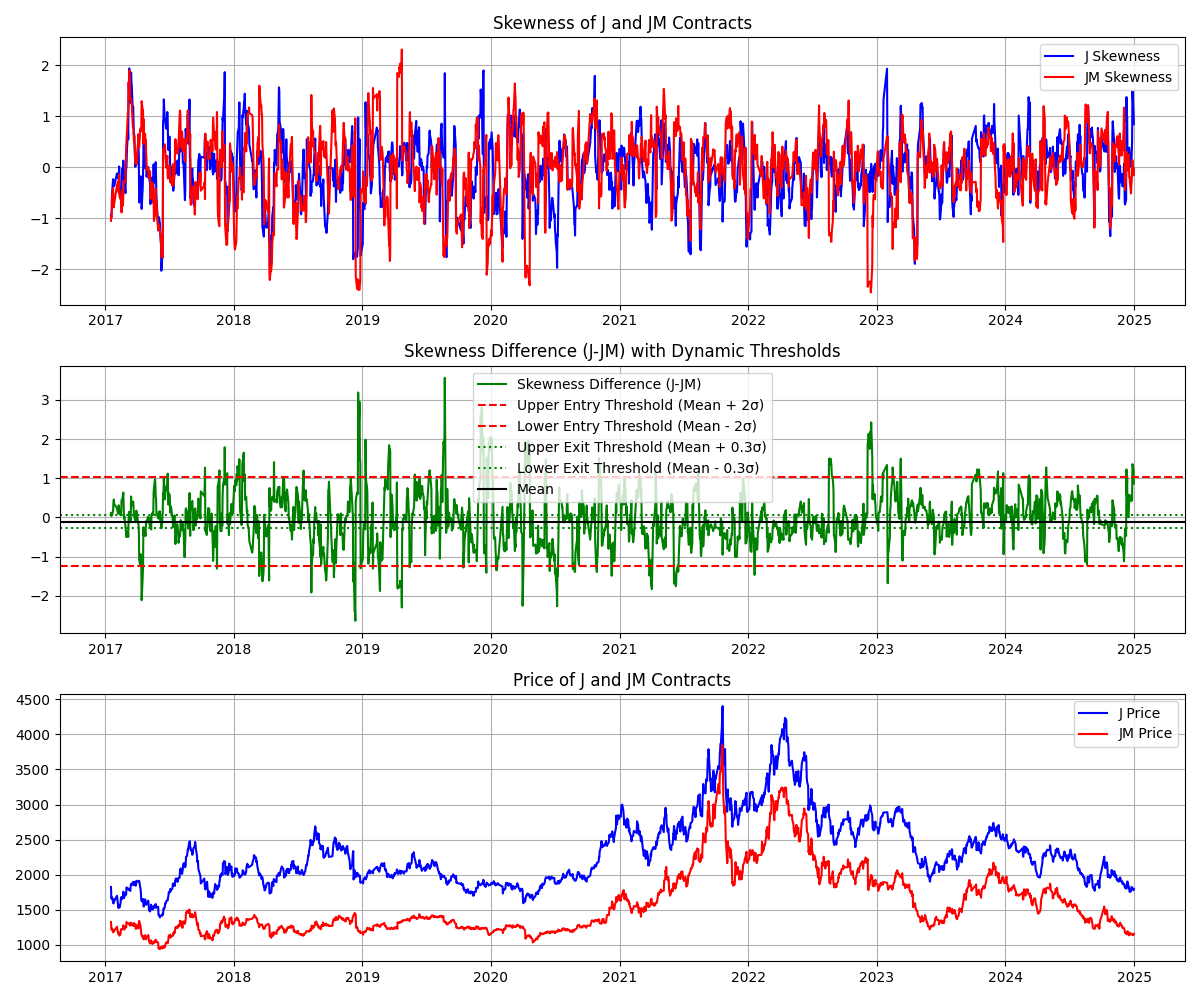 Skewness of J and JM Contracts
J Skewness
JM Skewness
2
1
0
−1
−2
2017 2018 2019 2020 2021 2022 2023 2024 2025
Skewness Difference (J-JM) with Dynamic Thresholds
Skewness Difference (J-JM)
Upper Entry Threshold (Mean + 2σ)
Lower Entry Threshold (Mean - 2σ)
Upper Exit Threshold (Mean + 0.3σ)
Lower Exit Threshold (Mean - 0.3σ)
Mean
3
2
1
0
−1
−2
2017 2018 2019 2020 2021 2022 2023 2024 2025
Price of J and JM Contracts
J Price
JM Price
4500
4000
3500
3000
2500
2000
1500
1000
2017 2018 2019 2020 2021 2022 2023 2024 2025